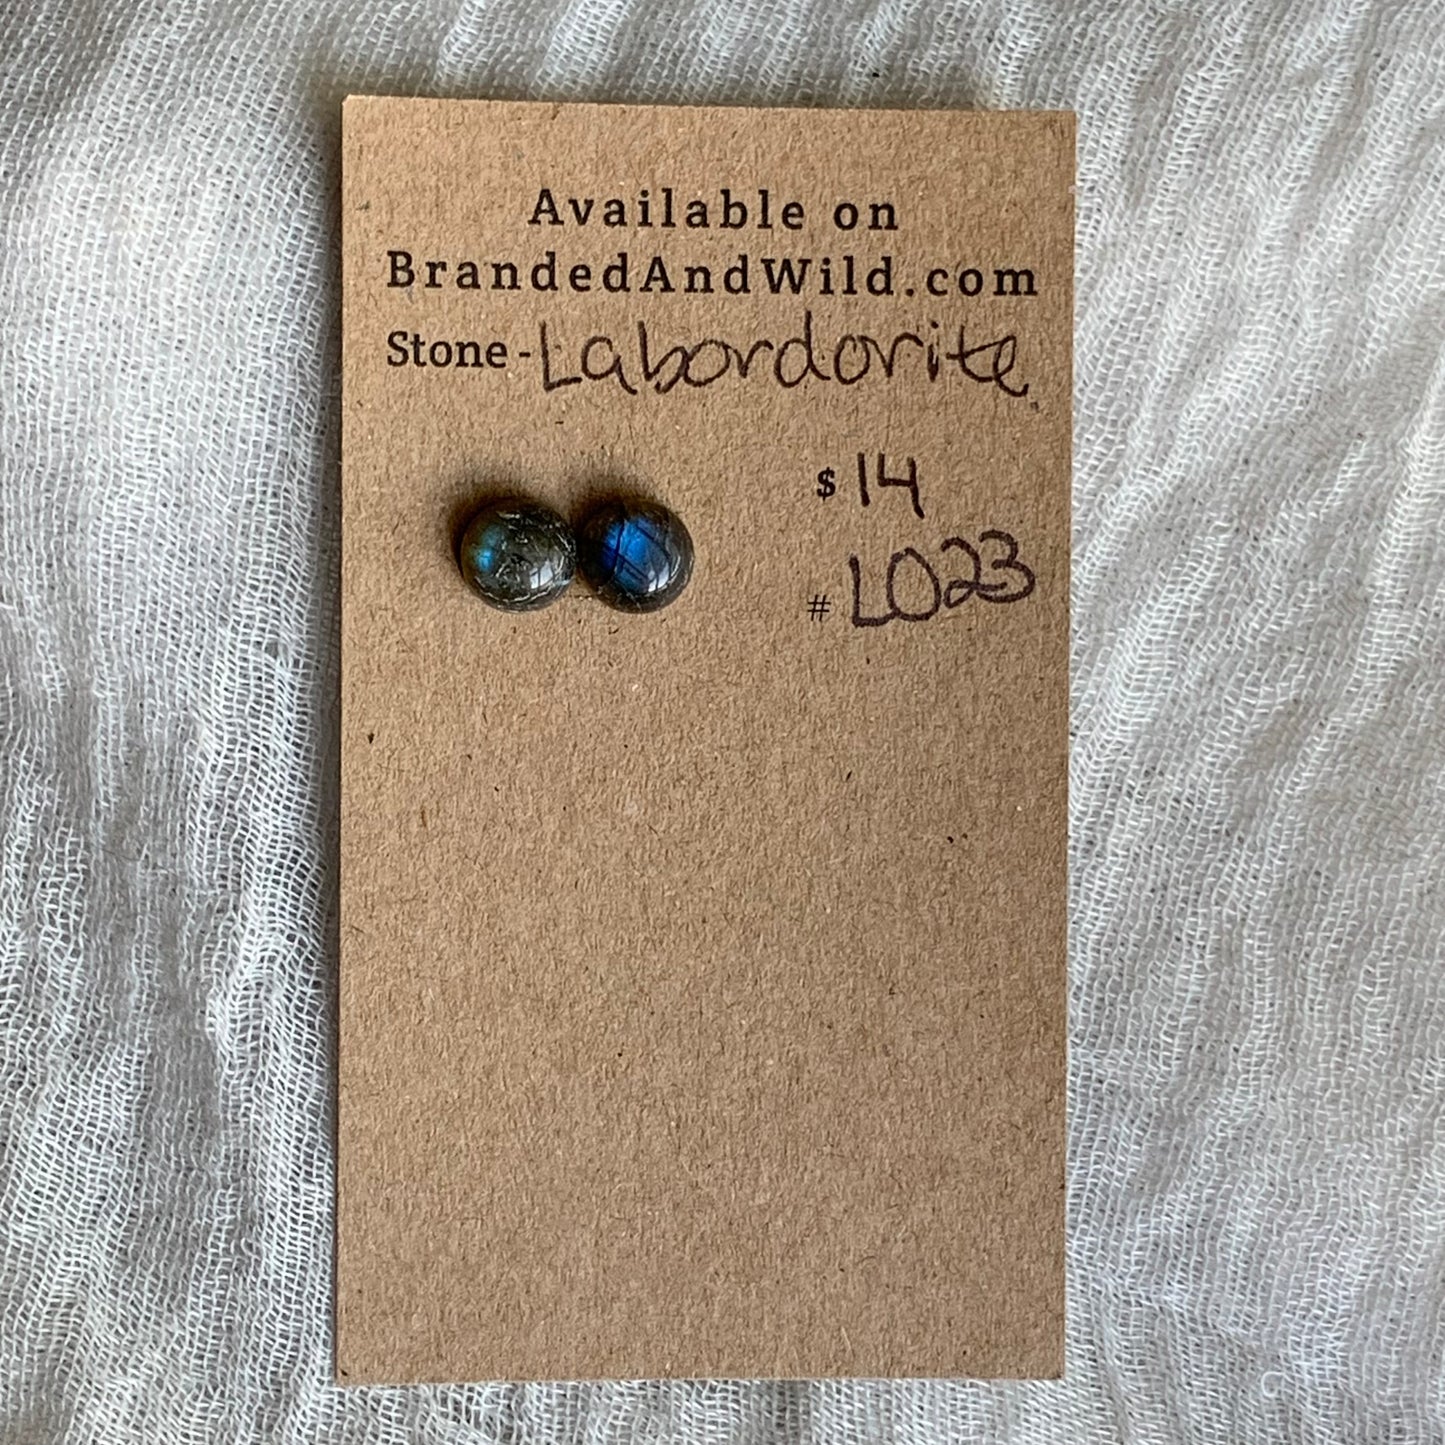 Available on
BrandedAndWild.com
Stone - Labordorite
$ 14
# L023